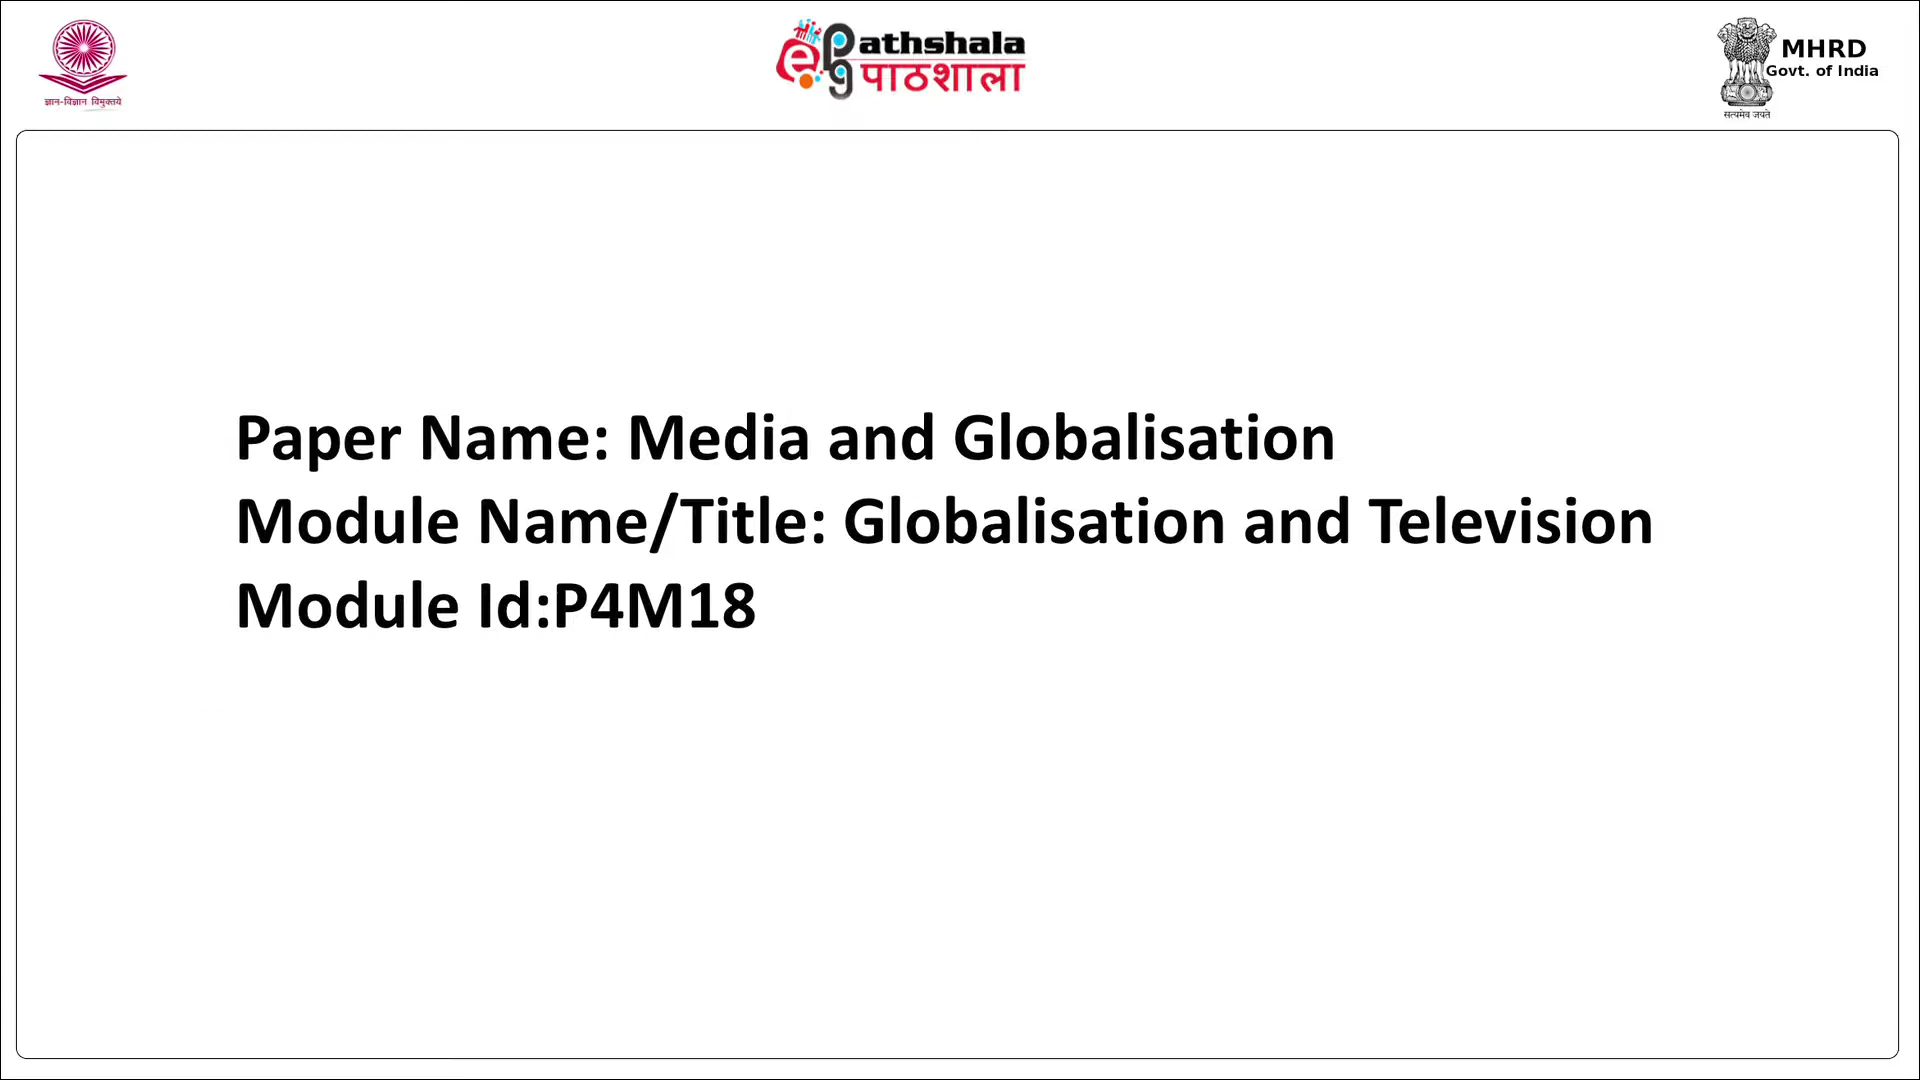 ज्ञान-विज्ञान विमुक्तये
epg athshala
पाठशाला
MHRD
Govt. of India
सत्यमेव जयते
Paper Name: Media and Globalisation
Module Name/Title: Globalisation and Television
Module Id:P4M18